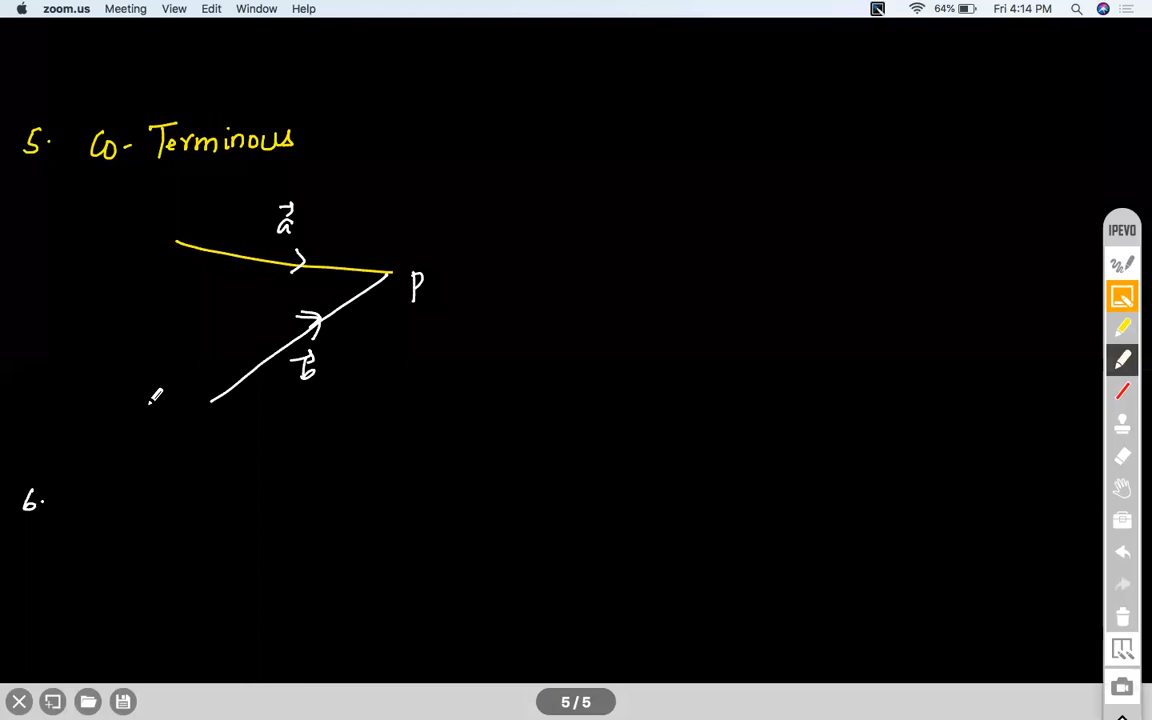 zoom.us Meeting View Edit Window Help 64% Fri 4:14 PM
5. Co-Terminous
a⃗
P
b⃗
6.
IPEVO
5/5